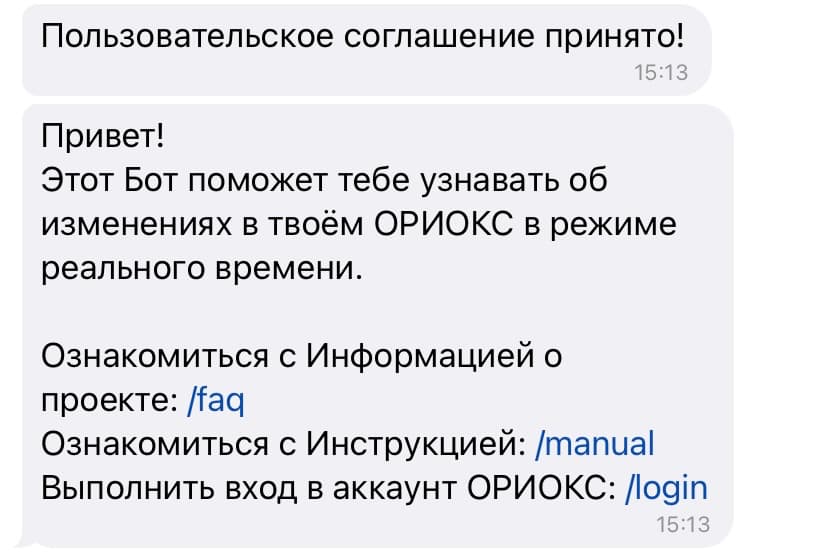 Пользовательское соглашение принято!
15:13
Привет!
Этот Бот поможет тебе узнавать об
изменениях в твоём ОРИОКС в режиме
реального времени.
Ознакомиться с Информацией о
проекте: /faq
Ознакомиться с Инструкцией: /manual
Выполнить вход в аккаунт ОРИОКС: /login
15:13